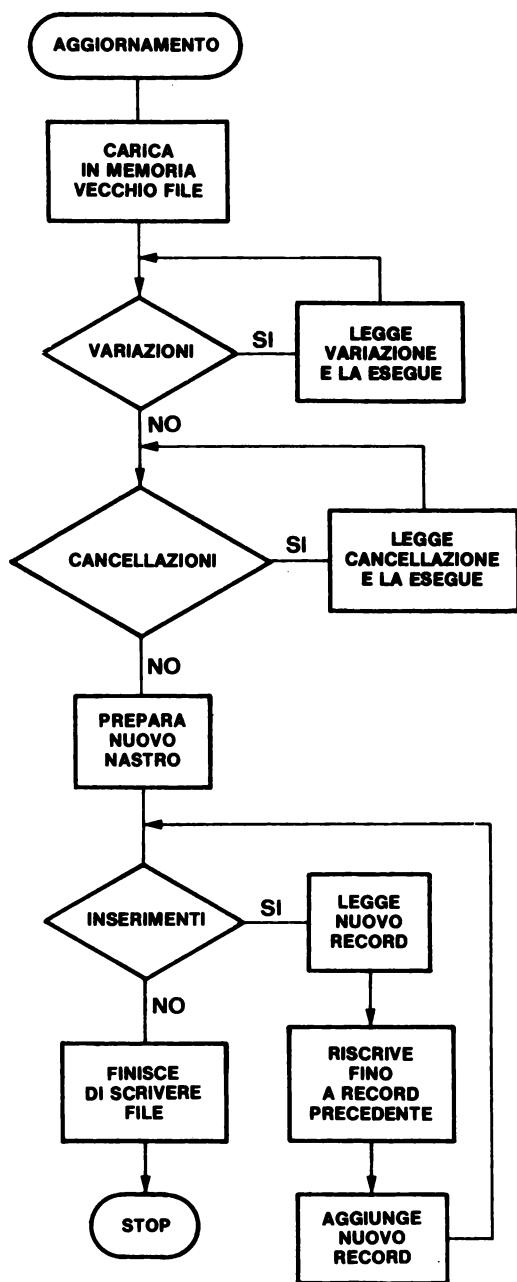 AGGIORNAMENTO
CARICA
IN MEMORIA
VECCHIO FILE
VARIAZIONI
SI
LEGGE
VARIAZIONE
E LA ESEGUE
NO
CANCELLAZIONI
SI
LEGGE
CANCELLAZIONE
E LA ESEGUE
NO
PREPARA
NUOVO
NASTRO
INSERIMENTI
SI
LEGGE
NUOVO
RECORD
NO
RISCRIVE
FINO
A RECORD
PRECEDENTE
FINISCE
DI SCRIVERE
FILE
AGGIUNGE
NUOVO
RECORD
STOP